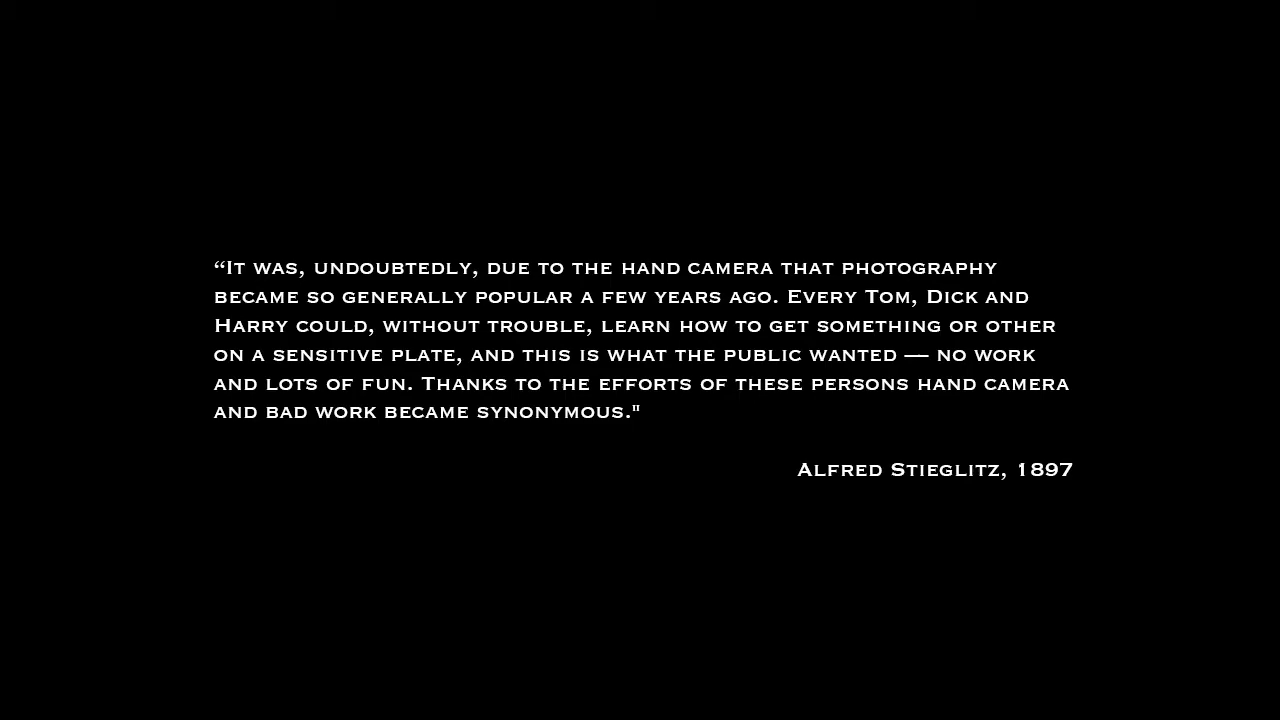 “It was, undoubtedly, due to the hand camera that photography
became so generally popular a few years ago. Every Tom, Dick and
Harry could, without trouble, learn how to get something or other
on a sensitive plate, and this is what the public wanted — no work
and lots of fun. Thanks to the efforts of these persons hand camera
and bad work became synonymous."
Alfred Stieglitz, 1897